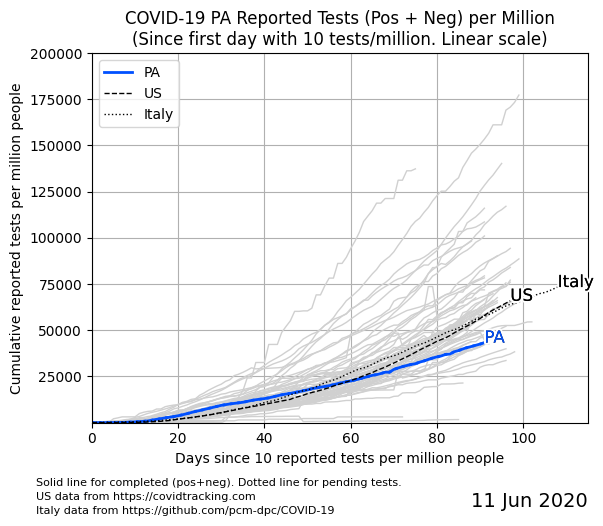 COVID-19 PA Reported Tests (Pos + Neg) per Million
(Since first day with 10 tests/million. Linear scale)
Cumulative reported tests per million people
200000
175000
150000
125000
100000
75000
50000
25000
PA
US
Italy
Italy
US
PA
0
20
40
60
80
100
Days since 10 reported tests per million people
Solid line for completed (pos+neg). Dotted line for pending tests.
US data from https://covidtracking.com
Italy data from https://github.com/pcm-dpc/COVID-19
11 Jun 2020